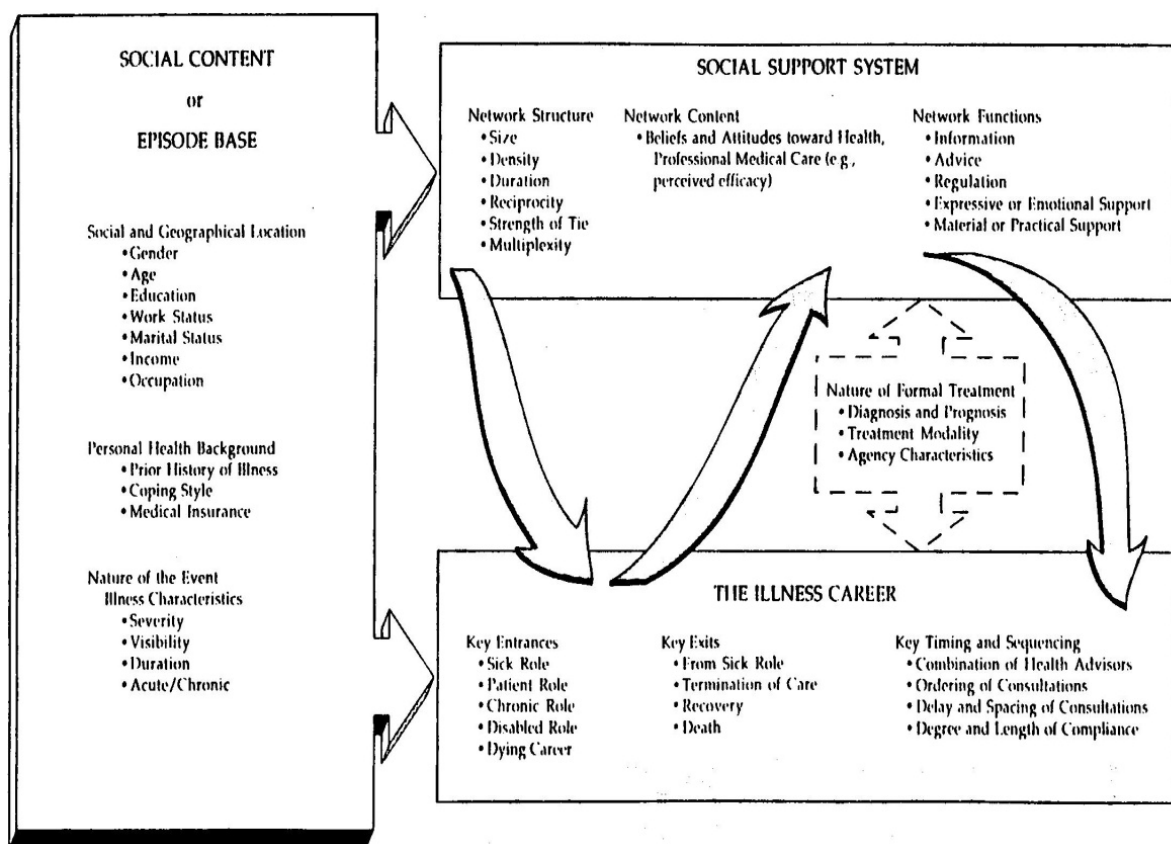 SOCIAL CONTENT
or
EPISODE BASE
Social and Geographical Location
• Gender
• Age
• Education
• Work Status
• Marital Status
• Income
• Occupation
Personal Health Background
• Prior History of Illness
• Coping Style
• Medical Insurance
Nature of the Event
Illness Characteristics
• Severity
• Visibility
• Duration
• Acute/Chronic
SOCIAL SUPPORT SYSTEM
Network Structure
• Size
• Density
• Duration
• Reciprocity
• Strength of Tie
• Multiplexity
Network Content
• Beliefs and Attitudes toward Health,
Professional Medical Care (e.g.,
perceived efficacy)
Network Functions
• Information
• Advice
• Regulation
• Expressive or Emotional Support
• Material or Practical Support
Nature of Formal Treatment
• Diagnosis and Prognosis
• Treatment Modality
• Agency Characteristics
THE ILLNESS CAREER
Key Entrances
• Sick Role
• Patient Role
• Chronic Role
• Disabled Role
• Dying Career
Key Exits
• From Sick Role
• Termination of Care
• Recovery
• Death
Key Timing and Sequencing
• Combination of Health Advisors
• Ordering of Consultations
• Delay and Spacing of Consultations
• Degree and Length of Compliance